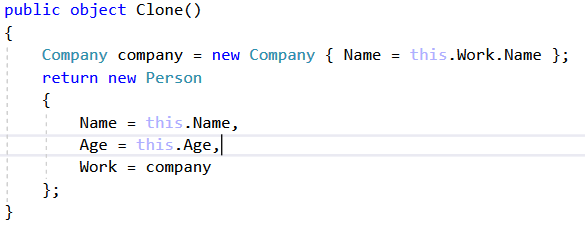 public object Clone()
{
    Company company = new Company { Name = this.Work.Name };
    return new Person
    {
        Name = this.Name,
        Age = this.Age,
        Work = company
    };
}